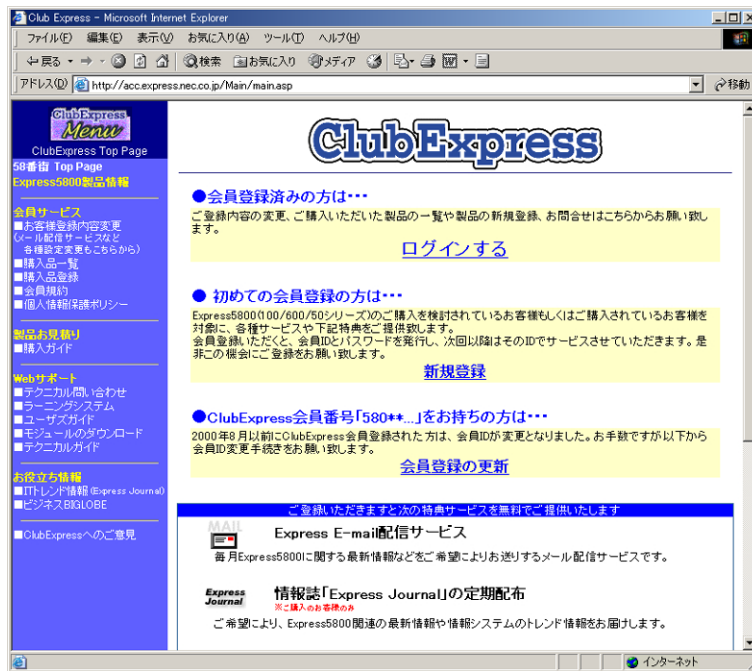 Club Express - Microsoft Internet Explorer
ファイル(F) 編集(E) 表示(V) お気に入り(A) ツール(T) ヘルプ(H)
戻る 検索 お気に入り メディア
アドレス(D) http://acc.express.nec.co.jp/Main/main.asp 移動
ClubExpress
Menu
ClubExpress Top Page
58番街 Top Page
Express5800製品情報
会員サービス
■お客様登録内容変更
(メール配信サービスなど
各種設定変更もこちらから)
■購入品一覧
■購入品登録
■会員規約
■個人情報保護ポリシー
製品お見積り
■購入ガイド
Webサポート
■テクニカル問い合わせ
■ラーニングシステム
■ユーザズガイド
■モジュールのダウンロード
■テクニカルガイド
お役立ち情報
■ITトレンド情報(Express Journal)
■ビジネスBIGLOBE
■ClubExpressへのご意見
ClubExpress
●会員登録済みの方は･･･
ご登録内容の変更、ご購入いただいた製品の一覧や製品の新規登録、お問合せはこちらからお願い致し
ます。
ログインする
● 初めての会員登録の方は･･･
Express5800(100/600/50シリーズ)のご購入を検討されているお客様もしくはご購入されているお客様を
対象に、各種サービスや下記特典をご提供致します。
会員登録いただくと、会員IDとパスワードを発行し、次回以降はそのIDでサービスさせていただきます。是
非この機会にご登録をお願い致します。
新規登録
●ClubExpress会員番号「580**...」をお持ちの方は･･･
2000年8月以前にClubExpress会員登録された方は、会員IDが変更となりました。お手数ですが以下から
会員ID変更手続きをお願い致します。
会員登録の更新
ご登録いただきますと次の特典サービスを無料でご提供いたします
MAIL
Express E-mail配信サービス
毎月Express5800に関する最新情報などをご希望によりお送りするメール配信サービスです。
Express
Journal
情報誌「Express Journal」の定期配布
※ご購入のお客様のみ
ご希望により、Express5800関連の最新情報や情報システムのトレンド情報をお届けします。
インターネット